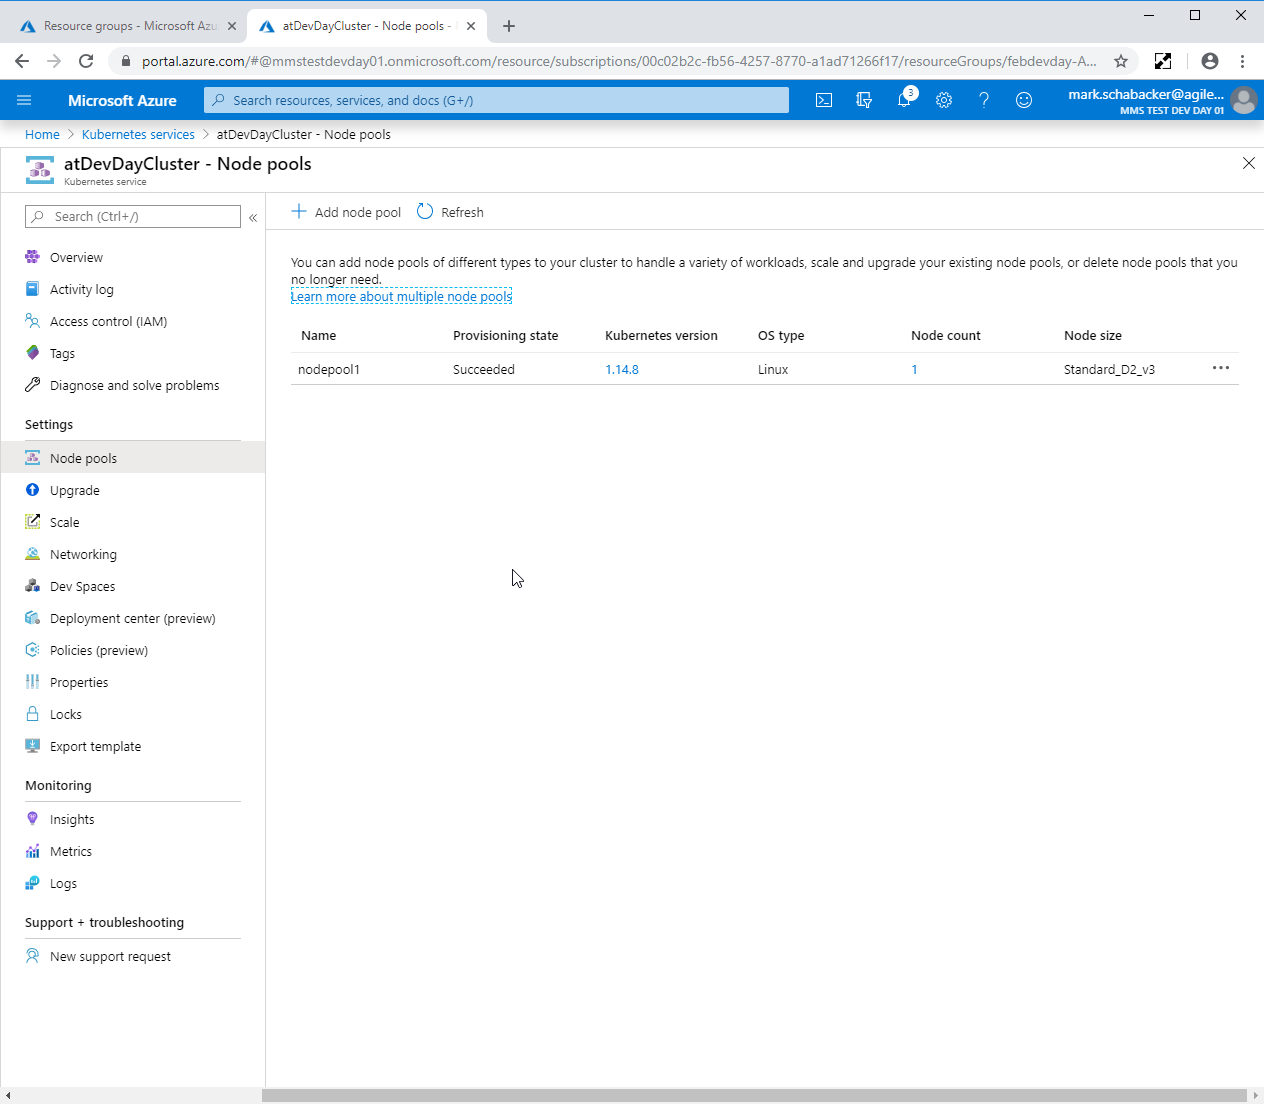 Resource groups - Microsoft Azu
atDevDayCluster - Node pools -
portal.azure.com/#@mmstestdevday01.onmicrosoft.com/resource/subscriptions/00c02b2c-fb56-4257-8770-a1ad71266f17/resourceGroups/febdevday-A...
Microsoft Azure
Search resources, services, and docs (G+/)
3
mark.schabacker@agile...
MMS TEST DEV DAY 01
Home > Kubernetes services > atDevDayCluster - Node pools
atDevDayCluster - Node pools
Kubernetes service
Search (Ctrl+/)
«
Add node pool
Refresh
Overview
Activity log
Access control (IAM)
Tags
Diagnose and solve problems
Settings
Node pools
Upgrade
Scale
Networking
Dev Spaces
Deployment center (preview)
Policies (preview)
Properties
Locks
Export template
Monitoring
Insights
Metrics
Logs
Support + troubleshooting
New support request
You can add node pools of different types to your cluster to handle a variety of workloads, scale and upgrade your existing node pools, or delete node pools that you
no longer need.
Learn more about multiple node pools
Name Provisioning state Kubernetes version OS type Node count Node size
nodepool1 Succeeded 1.14.8 Linux 1 Standard_D2_v3